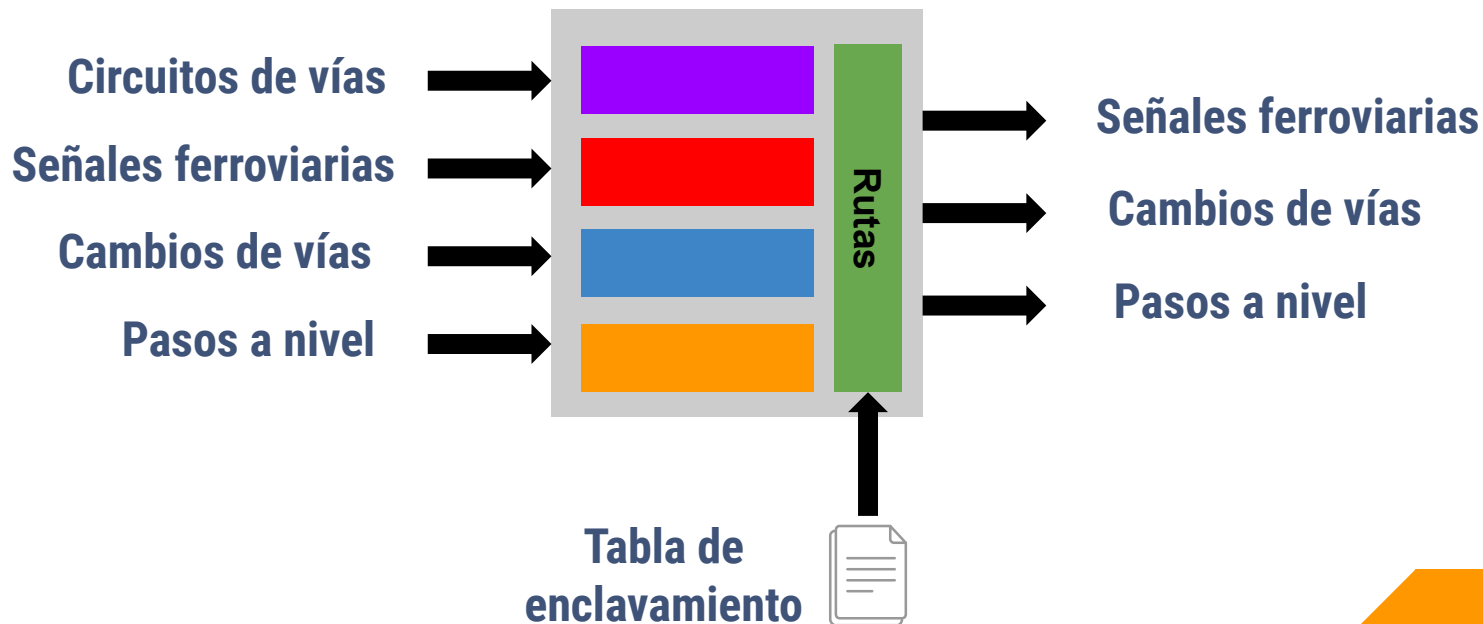 Circuitos de vías
Señales ferroviarias
Cambios de vías
Pasos a nivel
Rutas
Señales ferroviarias
Cambios de vías
Pasos a nivel
Tabla de
enclavamiento